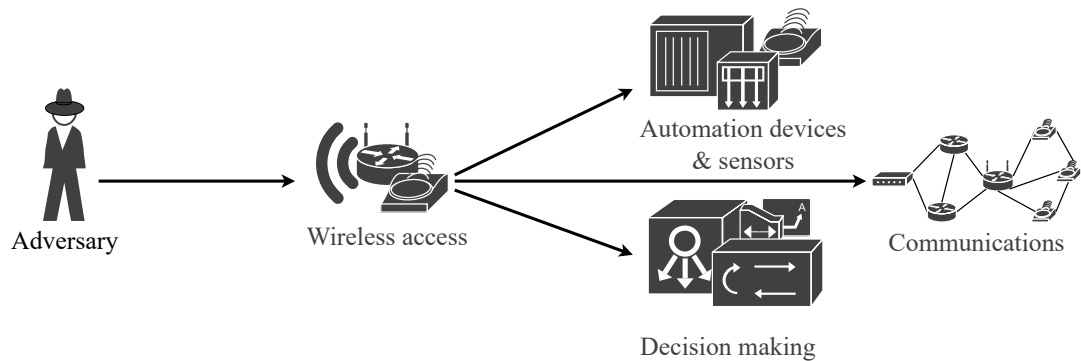 Adversary
Wireless access
Automation devices
& sensors
A
Decision making
Communications